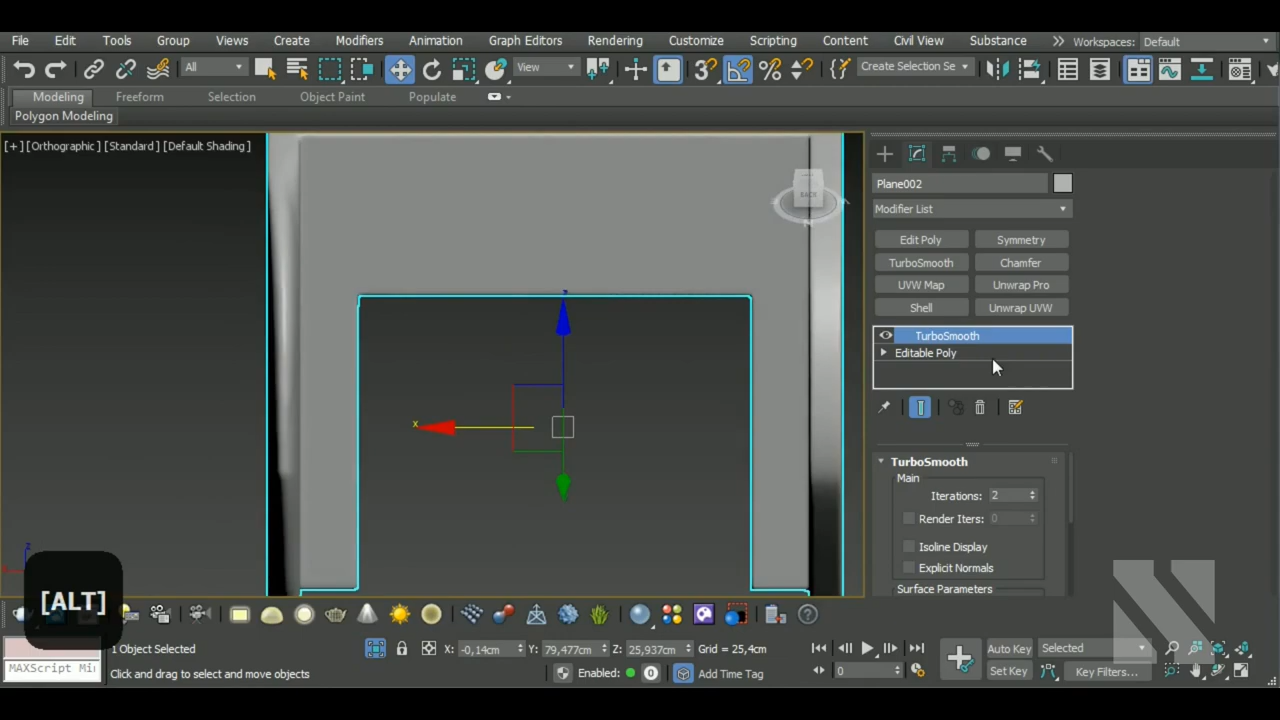 File Edit Tools Group Views Create Modifiers Animation Graph Editors Rendering Customize Scripting Content Civil View Substance Workspaces: Default
All View Create Selection Se
Modeling Freeform Selection Object Paint Populate
Polygon Modeling
[+] [Orthographic] [Standard] [Default Shading]
Plane002
Modifier List
Edit Poly Symmetry
TurboSmooth Chamfer
UVW Map Unwrap Pro
Shell Unwrap UVW
TurboSmooth
Editable Poly
BACK
z
x
TurboSmooth
Main
Iterations: 2
Render Iters: 0
Isoline Display
Explicit Normals
Surface Parameters
z
[ALT]
1 Object Selected X: -0,14cm Y: 79,477cm Z: 25,937cm Grid = 25,4cm Auto Key Selected
MAXScript Mi Click and drag to select and move objects Enabled: 0 Add Time Tag 0 Set Key Key Filters...